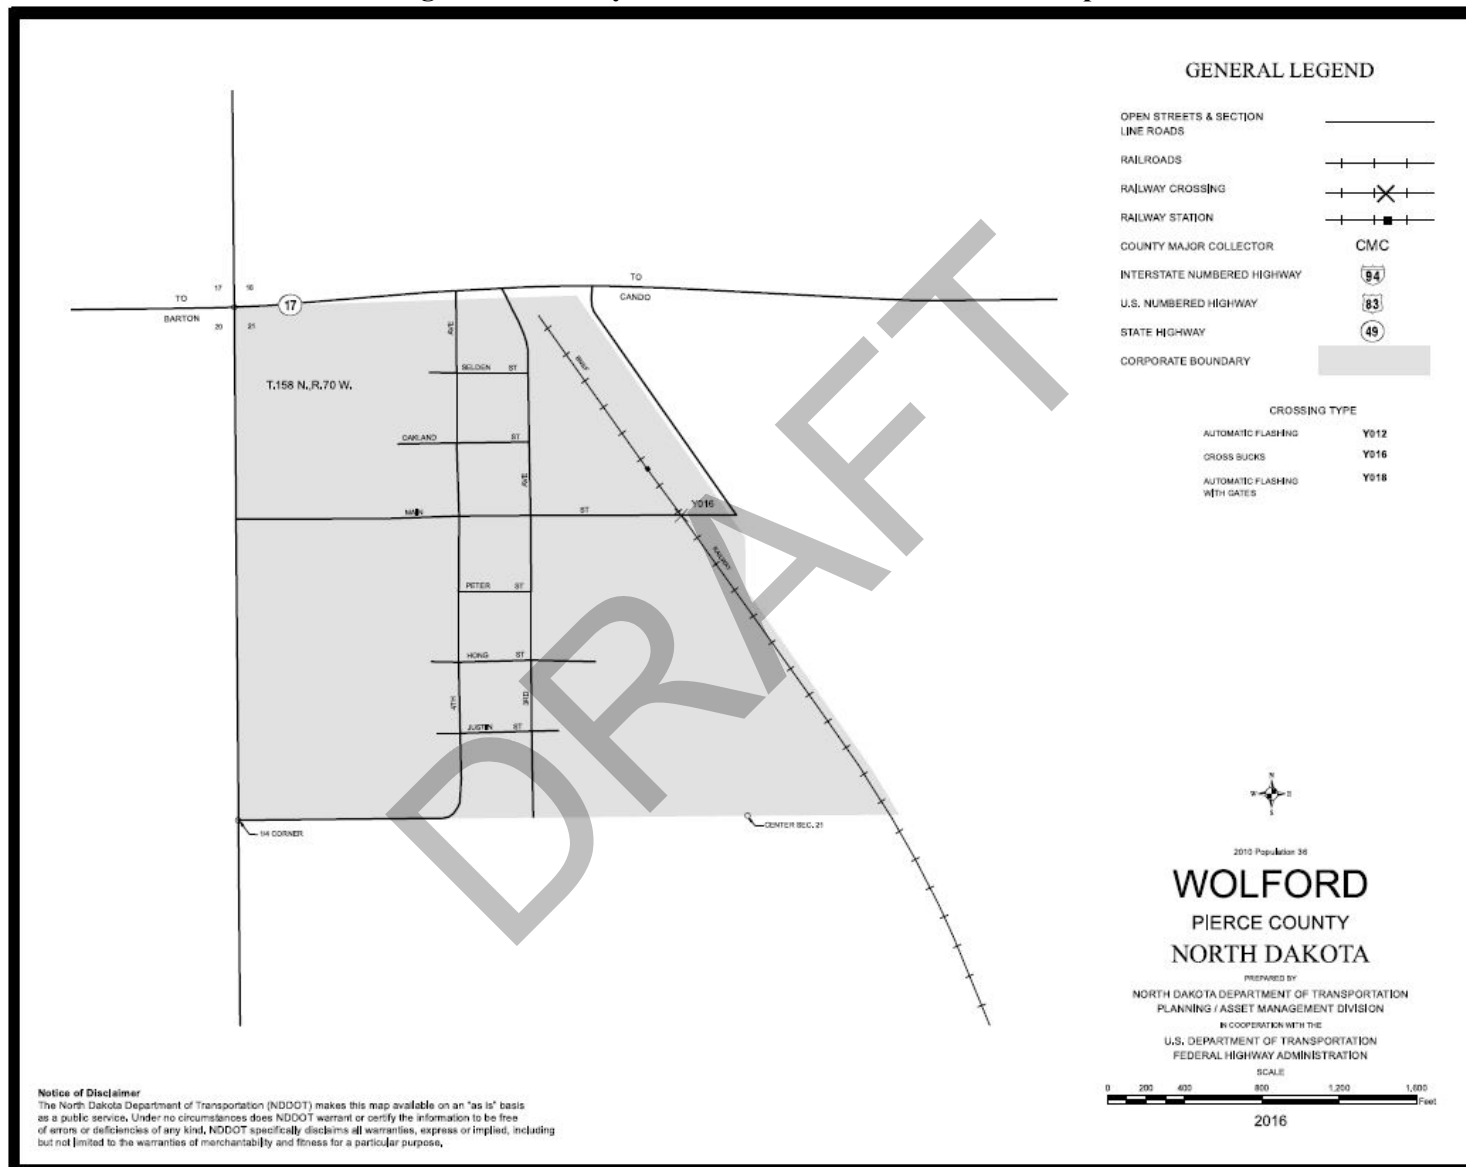 GENERAL LEGEND
OPEN STREETS & SECTION
LINE ROADS
RAILROADS
RAILWAY CROSSING
RAILWAY STATION
COUNTY MAJOR COLLECTOR CMC
INTERSTATE NUMBERED HIGHWAY 94
U.S. NUMBERED HIGHWAY 83
STATE HIGHWAY 49
CORPORATE BOUNDARY
CROSSING TYPE
AUTOMATIC FLASHING Y012
CROSS BUCKS Y016
AUTOMATIC FLASHING Y018
WITH GATES
17 16
TO
BARTON
20 21
17
TO
CANDO
T.158 N.,R.70 W.
AVE
SELDEN ST
OAKLAND ST
AVE
MAIN ST
Y016
RAILWAY
PETER ST
HONG ST
4TH
3RD
JUSTIN ST
1/4 CORNER
CENTER SEC. 21
DRAFT
N
W E
S
2010 Population 36
WOLFORD
PIERCE COUNTY
NORTH DAKOTA
PREPARED BY
NORTH DAKOTA DEPARTMENT OF TRANSPORTATION
PLANNING / ASSET MANAGEMENT DIVISION
IN COOPERATION WITH THE
U.S. DEPARTMENT OF TRANSPORTATION
FEDERAL HIGHWAY ADMINISTRATION
SCALE
0 200 400 800 1,200 1,600
Feet
2016
Notice of Disclaimer
The North Dakota Department of Transportation (NDDOT) makes this map available on an "as is" basis
as a public service. Under no circumstances does NDDOT warrant or certify the information to be free
of errors or deficiencies of any kind. NDDOT specifically disclaims all warranties, express or implied, including
but not limited to the warranties of merchantability and fitness for a particular purpose.